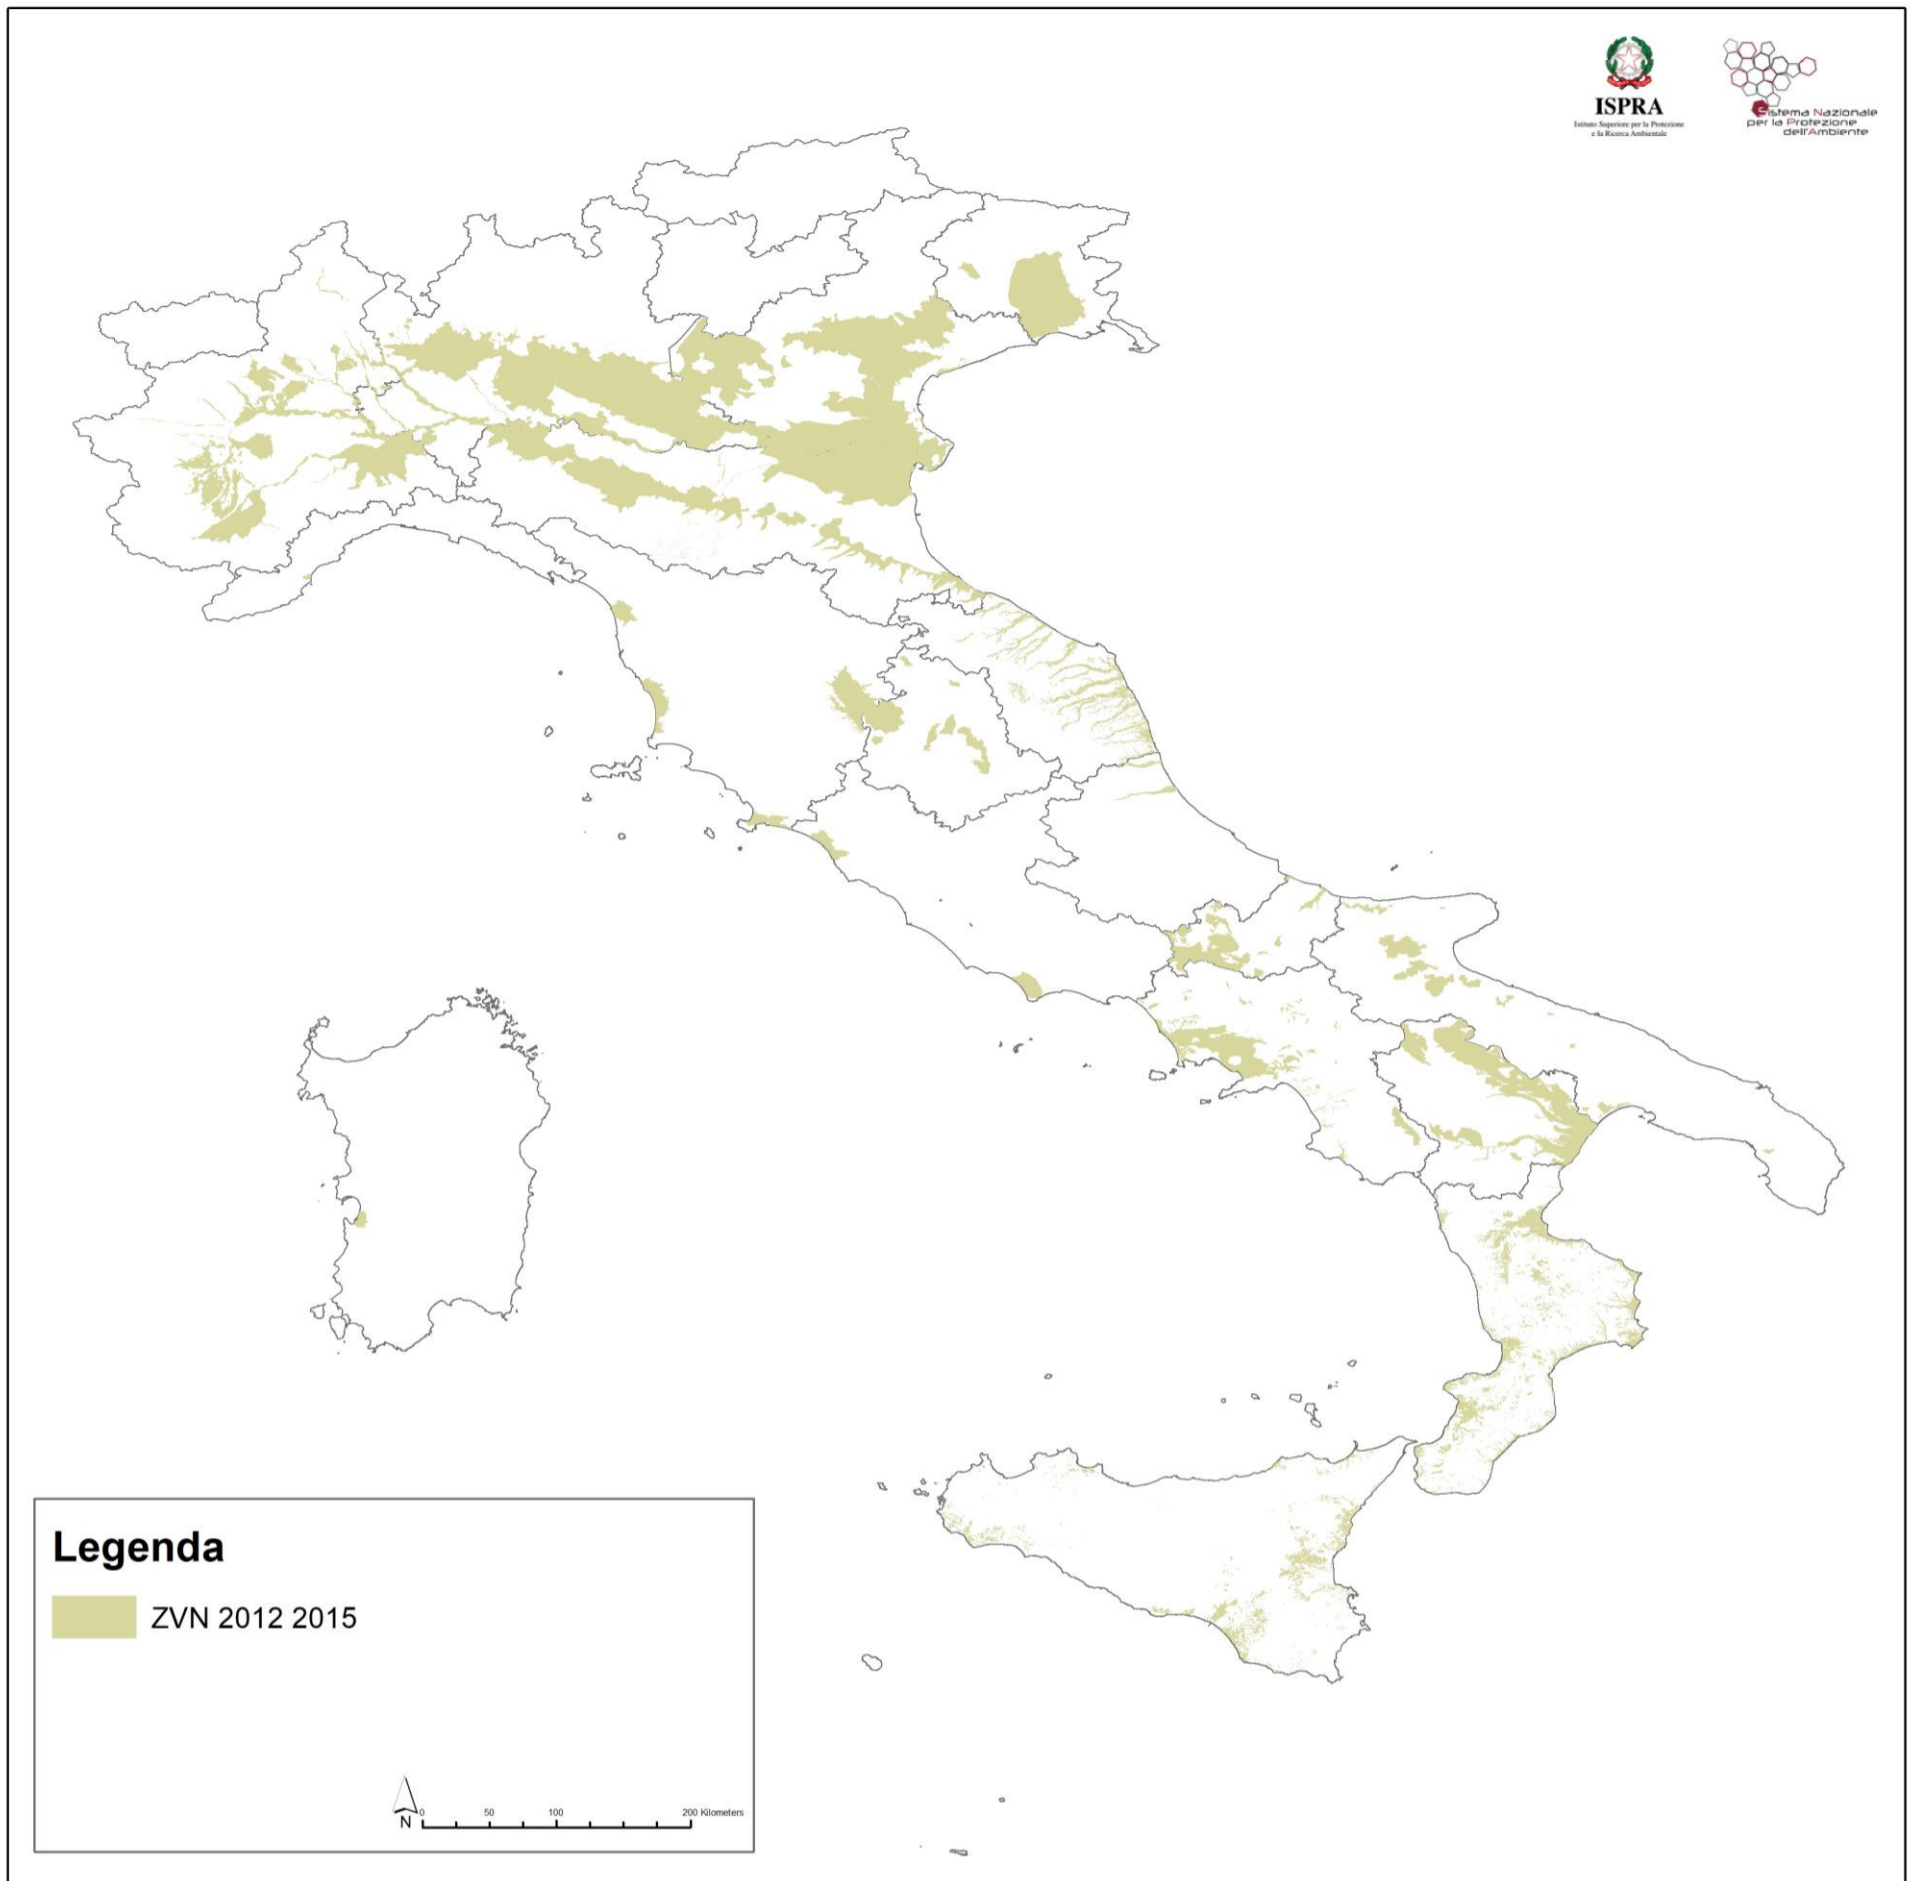 ISPRA
Istituto Superiore per la Protezione
e la Ricerca Ambientale
Sistema Nazionale
per la Protezione
dell'Ambiente
Legenda
ZVN 2012 2015
N
0 50 100 200 Kilometers